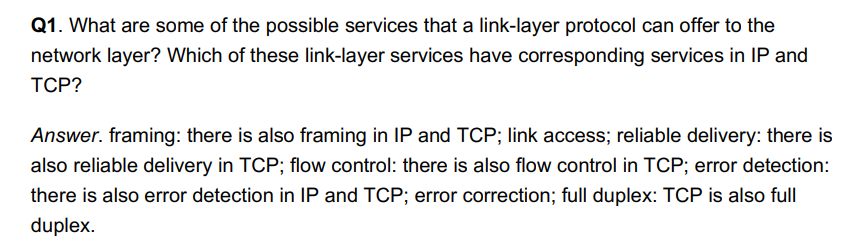 Q1. What are some of the possible services that a link-layer protocol can offer to the
network layer? Which of these link-layer services have corresponding services in IP and
TCP?
Answer. framing: there is also framing in IP and TCP; link access; reliable delivery: there is
also reliable delivery in TCP; flow control: there is also flow control in TCP; error detection:
there is also error detection in IP and TCP; error correction; full duplex: TCP is also full
duplex.